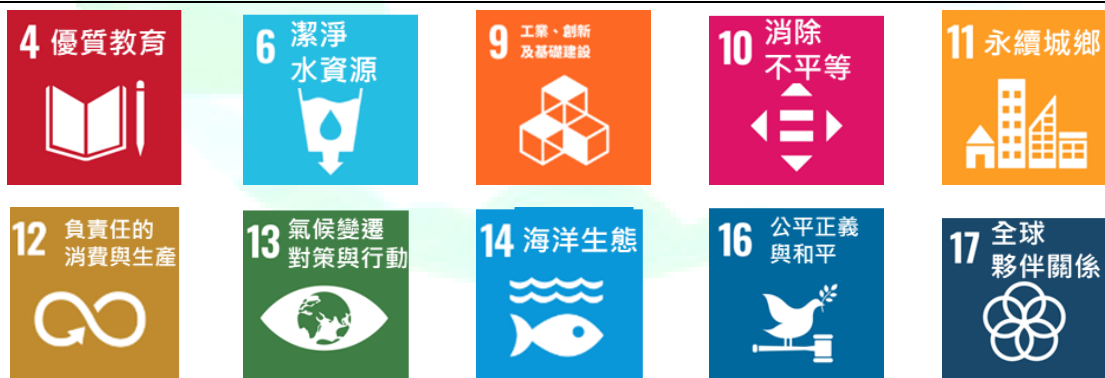 4 優質教育
6 潔淨
水資源
9 工業、創新
及基礎建設
10 消除
不平等
11 永續城鄉
12 負責任的
消費與生產
13 氣候變遷
對策與行動
14 海洋生態
16 公平正義
與和平
17 全球
夥伴關係